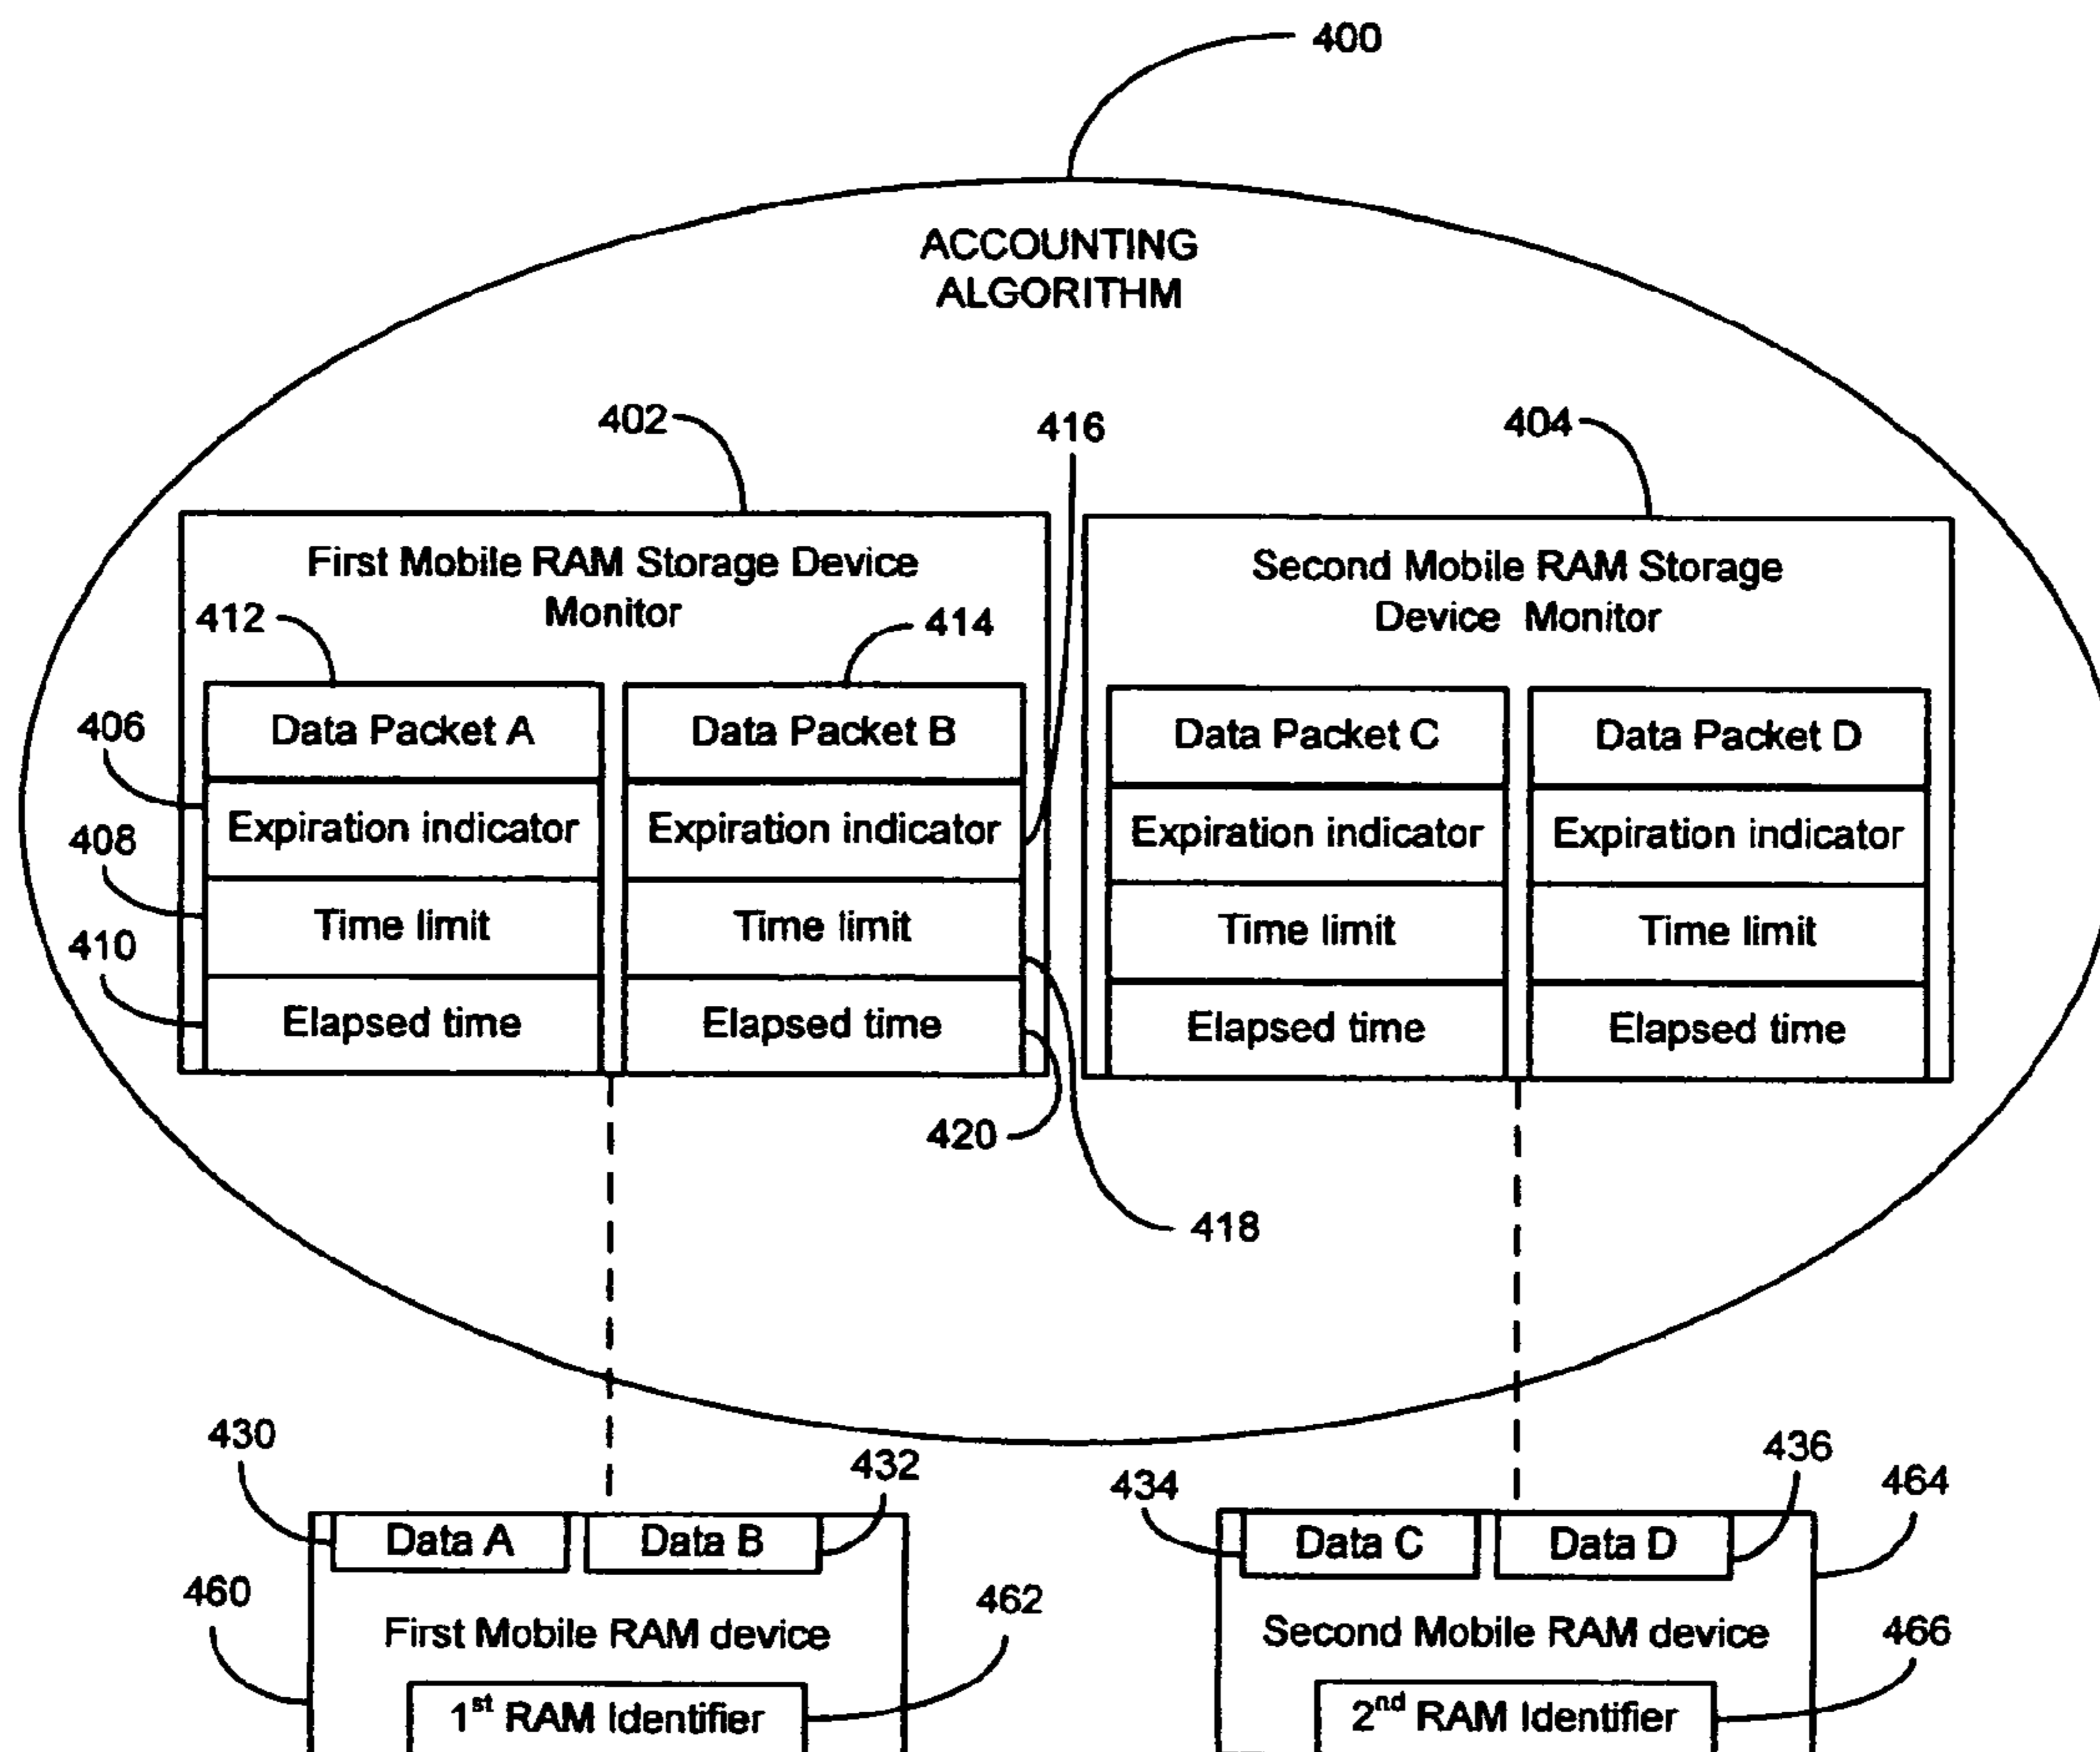 400
ACCOUNTING
ALGORITHM
402
416
404
First Mobile RAM Storage Device
Monitor
412
414
Second Mobile RAM Storage
Device Monitor
406
408
410
Data Packet A
Expiration indicator
Time limit
Elapsed time
Data Packet B
Expiration indicator
Time limit
Elapsed time
Data Packet C
Expiration indicator
Time limit
Elapsed time
Data Packet D
Expiration indicator
Time limit
Elapsed time
420
418
430
432
434
436
464
Data A
Data B
Data C
Data D
460
462
First Mobile RAM device
1st RAM Identifier
Second Mobile RAM device
466
2nd RAM Identifier